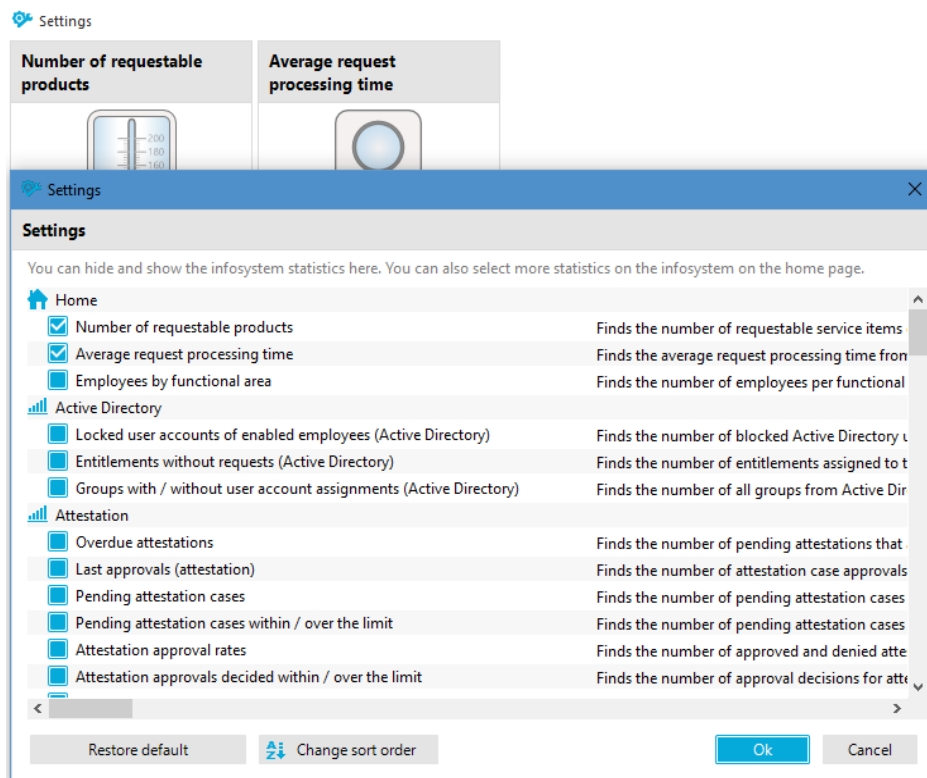 Settings
Number of requestable products
Average request processing time
200
180
160
Settings
Settings
You can hide and show the infosystem statistics here. You can also select more statistics on the infosystem on the home page.
Home
Number of requestable products Finds the number of requestable service items
Average request processing time Finds the average request processing time from
Employees by functional area Finds the number of employees per functional
Active Directory
Locked user accounts of enabled employees (Active Directory) Finds the number of blocked Active Directory
Entitlements without requests (Active Directory) Finds the number of entitlements assigned to
Groups with / without user account assignments (Active Directory) Finds the number of all groups from Active Dir
Attestation
Overdue attestations Finds the number of pending attestations that
Last approvals (attestation) Finds the number of attestation case approvals
Pending attestation cases Finds the number of pending attestation cases
Pending attestation cases within / over the limit Finds the number of pending attestation cases
Attestation approval rates Finds the number of approved and denied atte
Attestation approvals decided within / over the limit Finds the number of approval decisions for atte
Restore default
Change sort order
Ok
Cancel